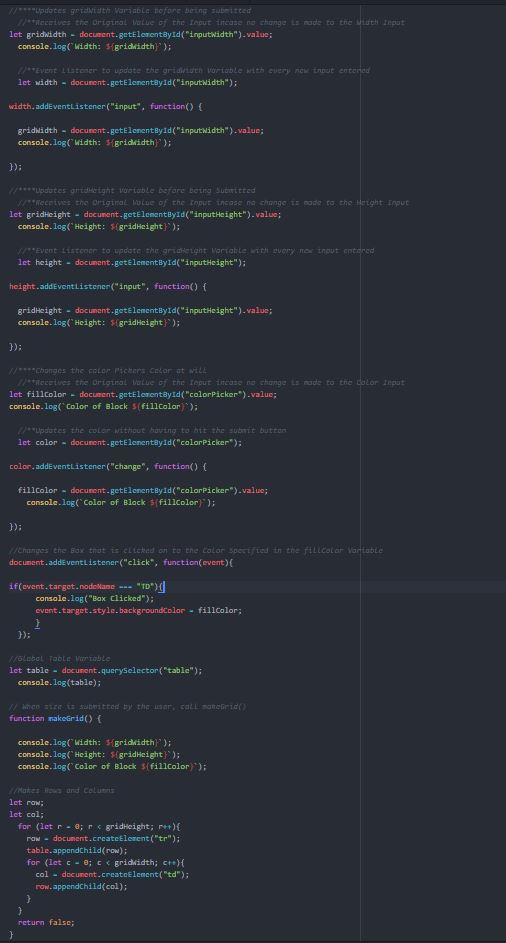 //****Updates gridWidth Variable before being submitted
//**Receives the Original Value of the Input incase no change is made to the Width Input
let gridWidth = document.getElementById("inputWidth").value;
console.log(`Width: ${gridWidth}`);
//**Event Listener to update the gridWidth Variable with every new input entered
let width = document.getElementById("inputWidth");
width.addEventListener("input", function() {
gridWidth = document.getElementById("inputWidth").value;
console.log(`Width: ${gridWidth}`);
});
//****Updates gridHeight Variable before being Submitted
//**Receives the Original Value of the Input incase no change is made to the Height Input
let gridHeight = document.getElementById("inputHeight").value;
console.log(`Height: ${gridHeight}`);
//**Event Listener to update the gridHeight Variable with every new input entered
let height = document.getElementById("inputHeight");
height.addEventListener("input", function() {
gridHeight = document.getElementById("inputHeight").value;
console.log(`Height: ${gridHeight}`);
});
//****Changes the color Pickers Color at will
//**Receives the Original Value of the Input incase no change is made to the Color Input
let fillColor = document.getElementById("colorPicker").value;
console.log(`Color of Block ${fillColor}`);
//**Updates the color without having to hit the submit button
let color = document.getElementById("colorPicker");
color.addEventListener("change", function() {
fillColor = document.getElementById("colorPicker").value;
console.log(`Color of Block ${fillColor}`);
});
//Changes the Box that is clicked on to the Color Specified in the fillColor Variable
document.addEventListener("click", function(event){
if(event.target.nodeName === "TD"){
console.log("Box Clicked");
event.target.style.backgroundColor = fillColor;
}
});
//Global Table Variable
let table = document.querySelector("table");
console.log(table);
// When size is submitted by the user, call makeGrid()
function makeGrid() {
console.log(`Width: ${gridWidth}`);
console.log(`Height: ${gridHeight}`);
console.log(`Color of Block ${fillColor}`);
//Makes Rows and Columns
let row;
let col;
for (let r = 0; r < gridHeight; r++){
row = document.createElement("tr");
table.appendChild(row);
for (let c = 0; c < gridWidth; c++){
col = document.createElement("td");
row.appendChild(col);
}
}
return false;
}